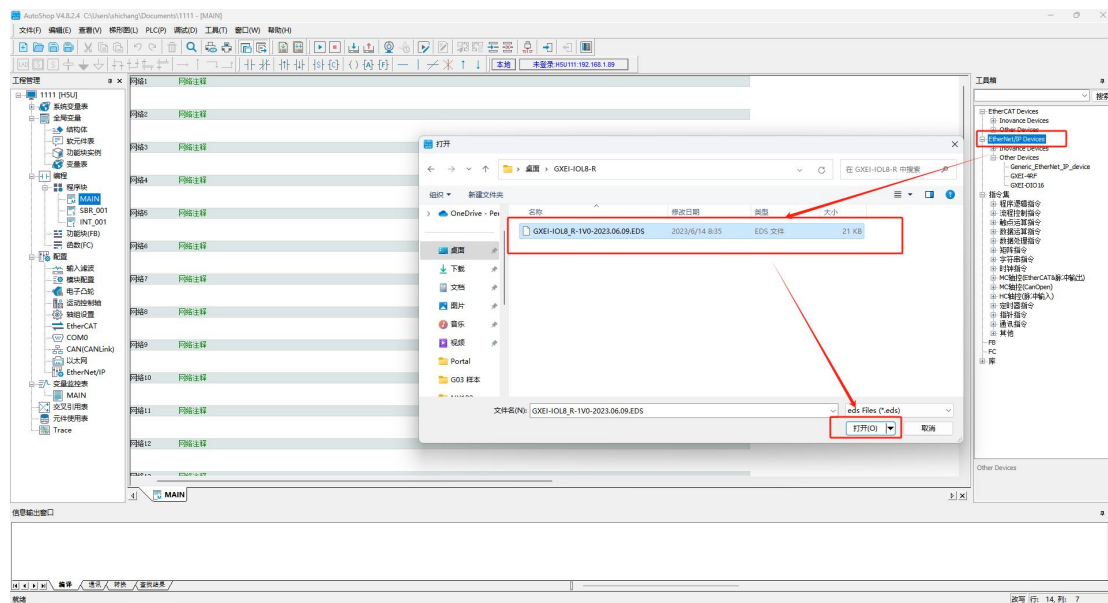 AutoShop V4.8.2.4 C:\Users\shichang\Documents\1111 - [MAIN]
文件(F) 编辑(E) 查看(V) 梯形图(L) PLC(P) 调试(D) 工具(T) 窗口(W) 帮助(H)
本地 未登录:H5U111:192.168.1.89
工程管理
1111 [H5U]
系统变量表
全局变量
结构体
软元件表
功能块实例
变量表
编程
程序块
MAIN
SBR_001
INT_001
功能块(FB)
函数(FC)
配置
输入滤波
模块配置
电子凸轮
运动控制轴
轴组设置
EtherCAT
COM0
CAN(CANLink)
以太网
EtherNet/IP
变量监控表
MAIN
交叉引用表
元件使用表
Trace
网络1 网络注释
网络2 网络注释
网络3 网络注释
网络4 网络注释
网络5 网络注释
网络6 网络注释
网络7 网络注释
网络8 网络注释
网络9 网络注释
网络10 网络注释
网络11 网络注释
网络12 网络注释
MAIN
打开
桌面 > GXEI-IOL8-R
在 GXEI-IOL8-R 中搜索
组织 新建文件夹
OneDrive - Per
桌面
下载
文档
图片
音乐
视频
Portal
G03 样本
名称 修改日期 类型 大小
GXEI-IOL8_R-1V0-2023.06.09.EDS 2023/6/14 8:35 EDS 文件 21 KB
文件名(N): GXEI-IOL8_R-1V0-2023.06.09.EDS eds Files (*.eds)
打开(O) 取消
工具箱
搜索
EtherCAT Devices
Inovance Devices
Other Devices
EtherNet/IP Devices
Inovance Devices
Other Devices
Generic_EtherNet_IP_device
GXEI-4RF
GXEI-DIO16
指令集
程序逻辑指令
流程控制指令
触点运算指令
数据运算指令
数据处理指令
矩阵指令
字符串指令
时钟指令
MC轴控(EtherCAT&脉冲输出)
MC轴控(CanOpen)
HC轴控(脉冲输入)
定时器指令
指针指令
通讯指令
其他
FB
FC
库
Other Devices
信息输出窗口
编译 通讯 转换 查找结果
就绪
改写 行: 14, 列: 7